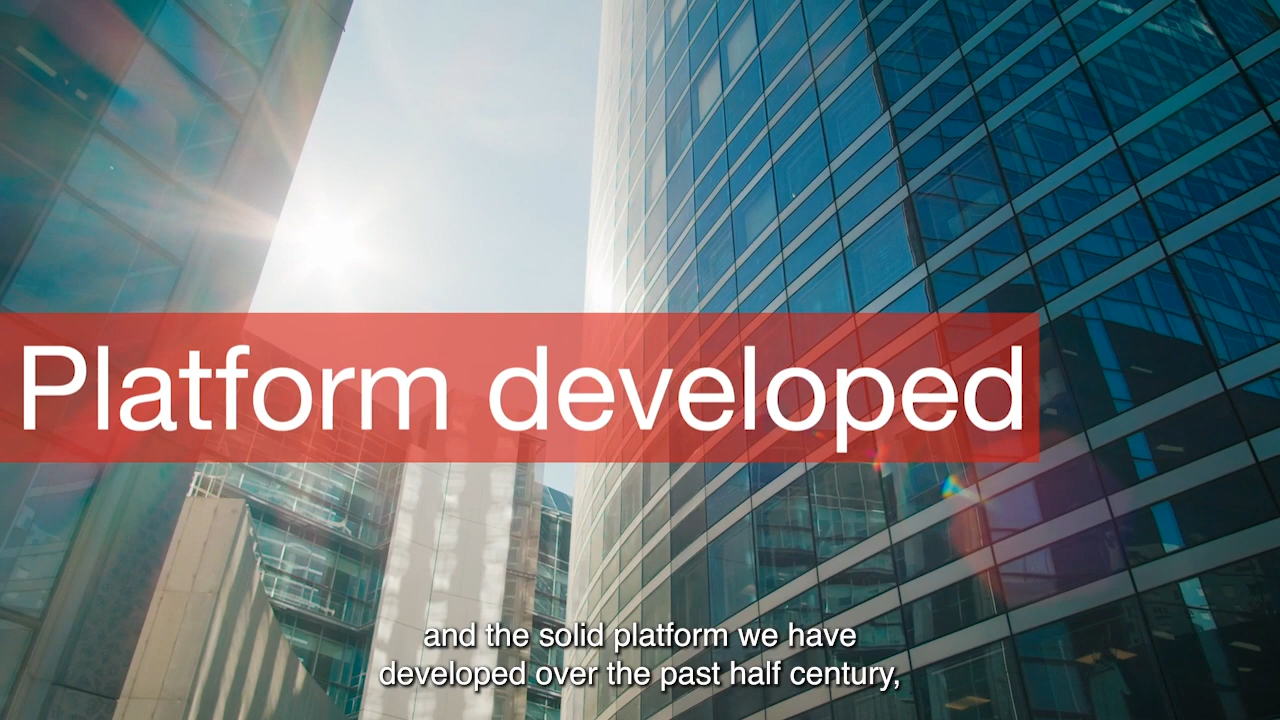 Platform developed
and the solid platform we have
developed over the past half century,